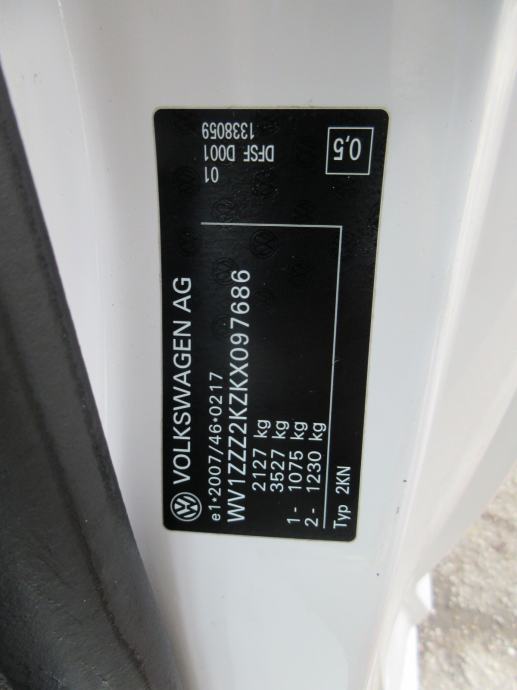 VOLKSWAGEN AG
e1*2007/46*0217
WV1ZZZ2KZKX097686
2127 kg
3527 kg
1- 1075 kg
2- 1230 kg
Typ 2KN
01
DFSF D001
1338059
0,5